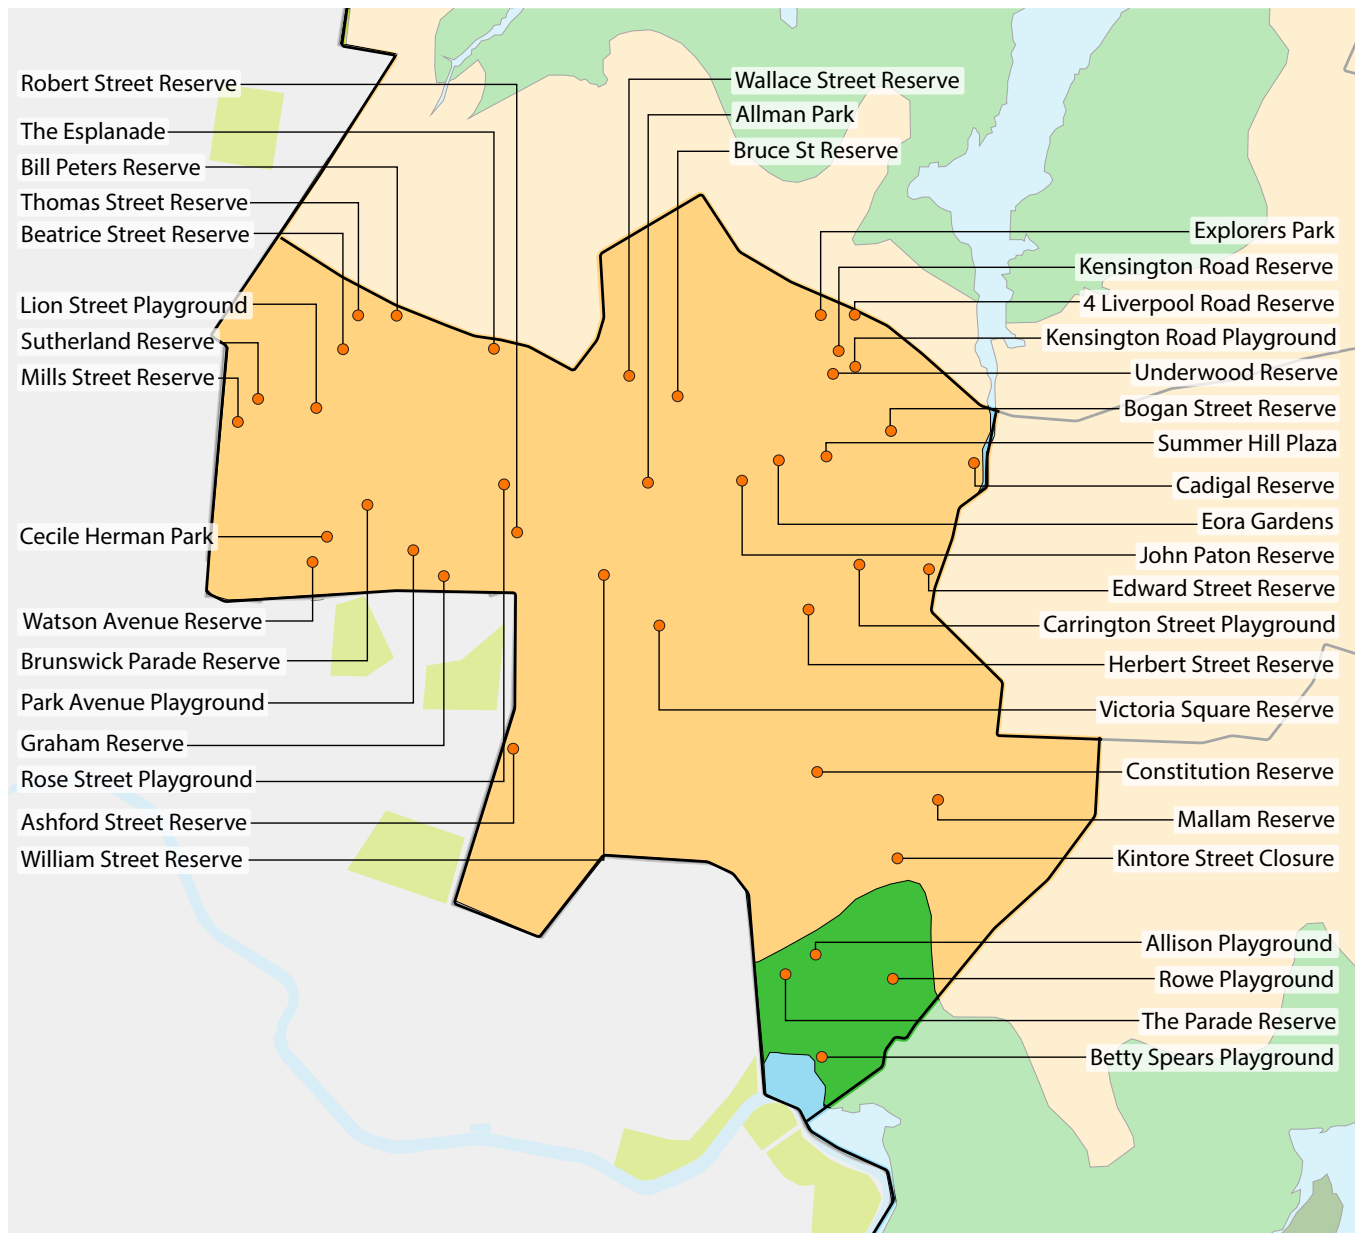 Robert Street Reserve
The Esplanade
Bill Peters Reserve
Thomas Street Reserve
Beatrice Street Reserve
Lion Street Playground
Sutherland Reserve
Mills Street Reserve
Cecile Herman Park
Watson Avenue Reserve
Brunswick Parade Reserve
Park Avenue Playground
Graham Reserve
Rose Street Playground
Ashford Street Reserve
William Street Reserve
Wallace Street Reserve
Allman Park
Bruce St Reserve
Explorers Park
Kensington Road Reserve
4 Liverpool Road Reserve
Kensington Road Playground
Underwood Reserve
Bogan Street Reserve
Summer Hill Plaza
Cadigal Reserve
Eora Gardens
John Paton Reserve
Edward Street Reserve
Carrington Street Playground
Herbert Street Reserve
Victoria Square Reserve
Constitution Reserve
Mallam Reserve
Kintore Street Closure
Allison Playground
Rowe Playground
The Parade Reserve
Betty Spears Playground